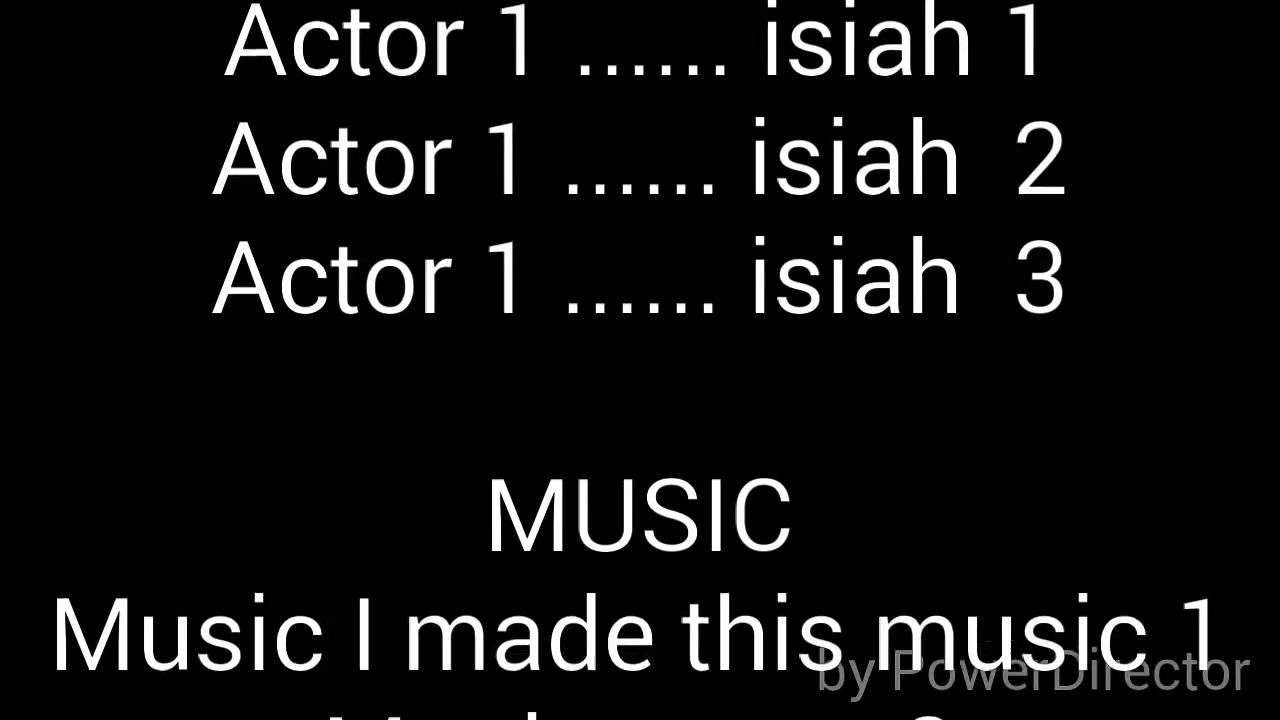 Actor 1 ...... isiah 1
Actor 1 ...... isiah  2
Actor 1 ...... isiah  3
MUSIC
Music I made this music 1
by PowerDirector